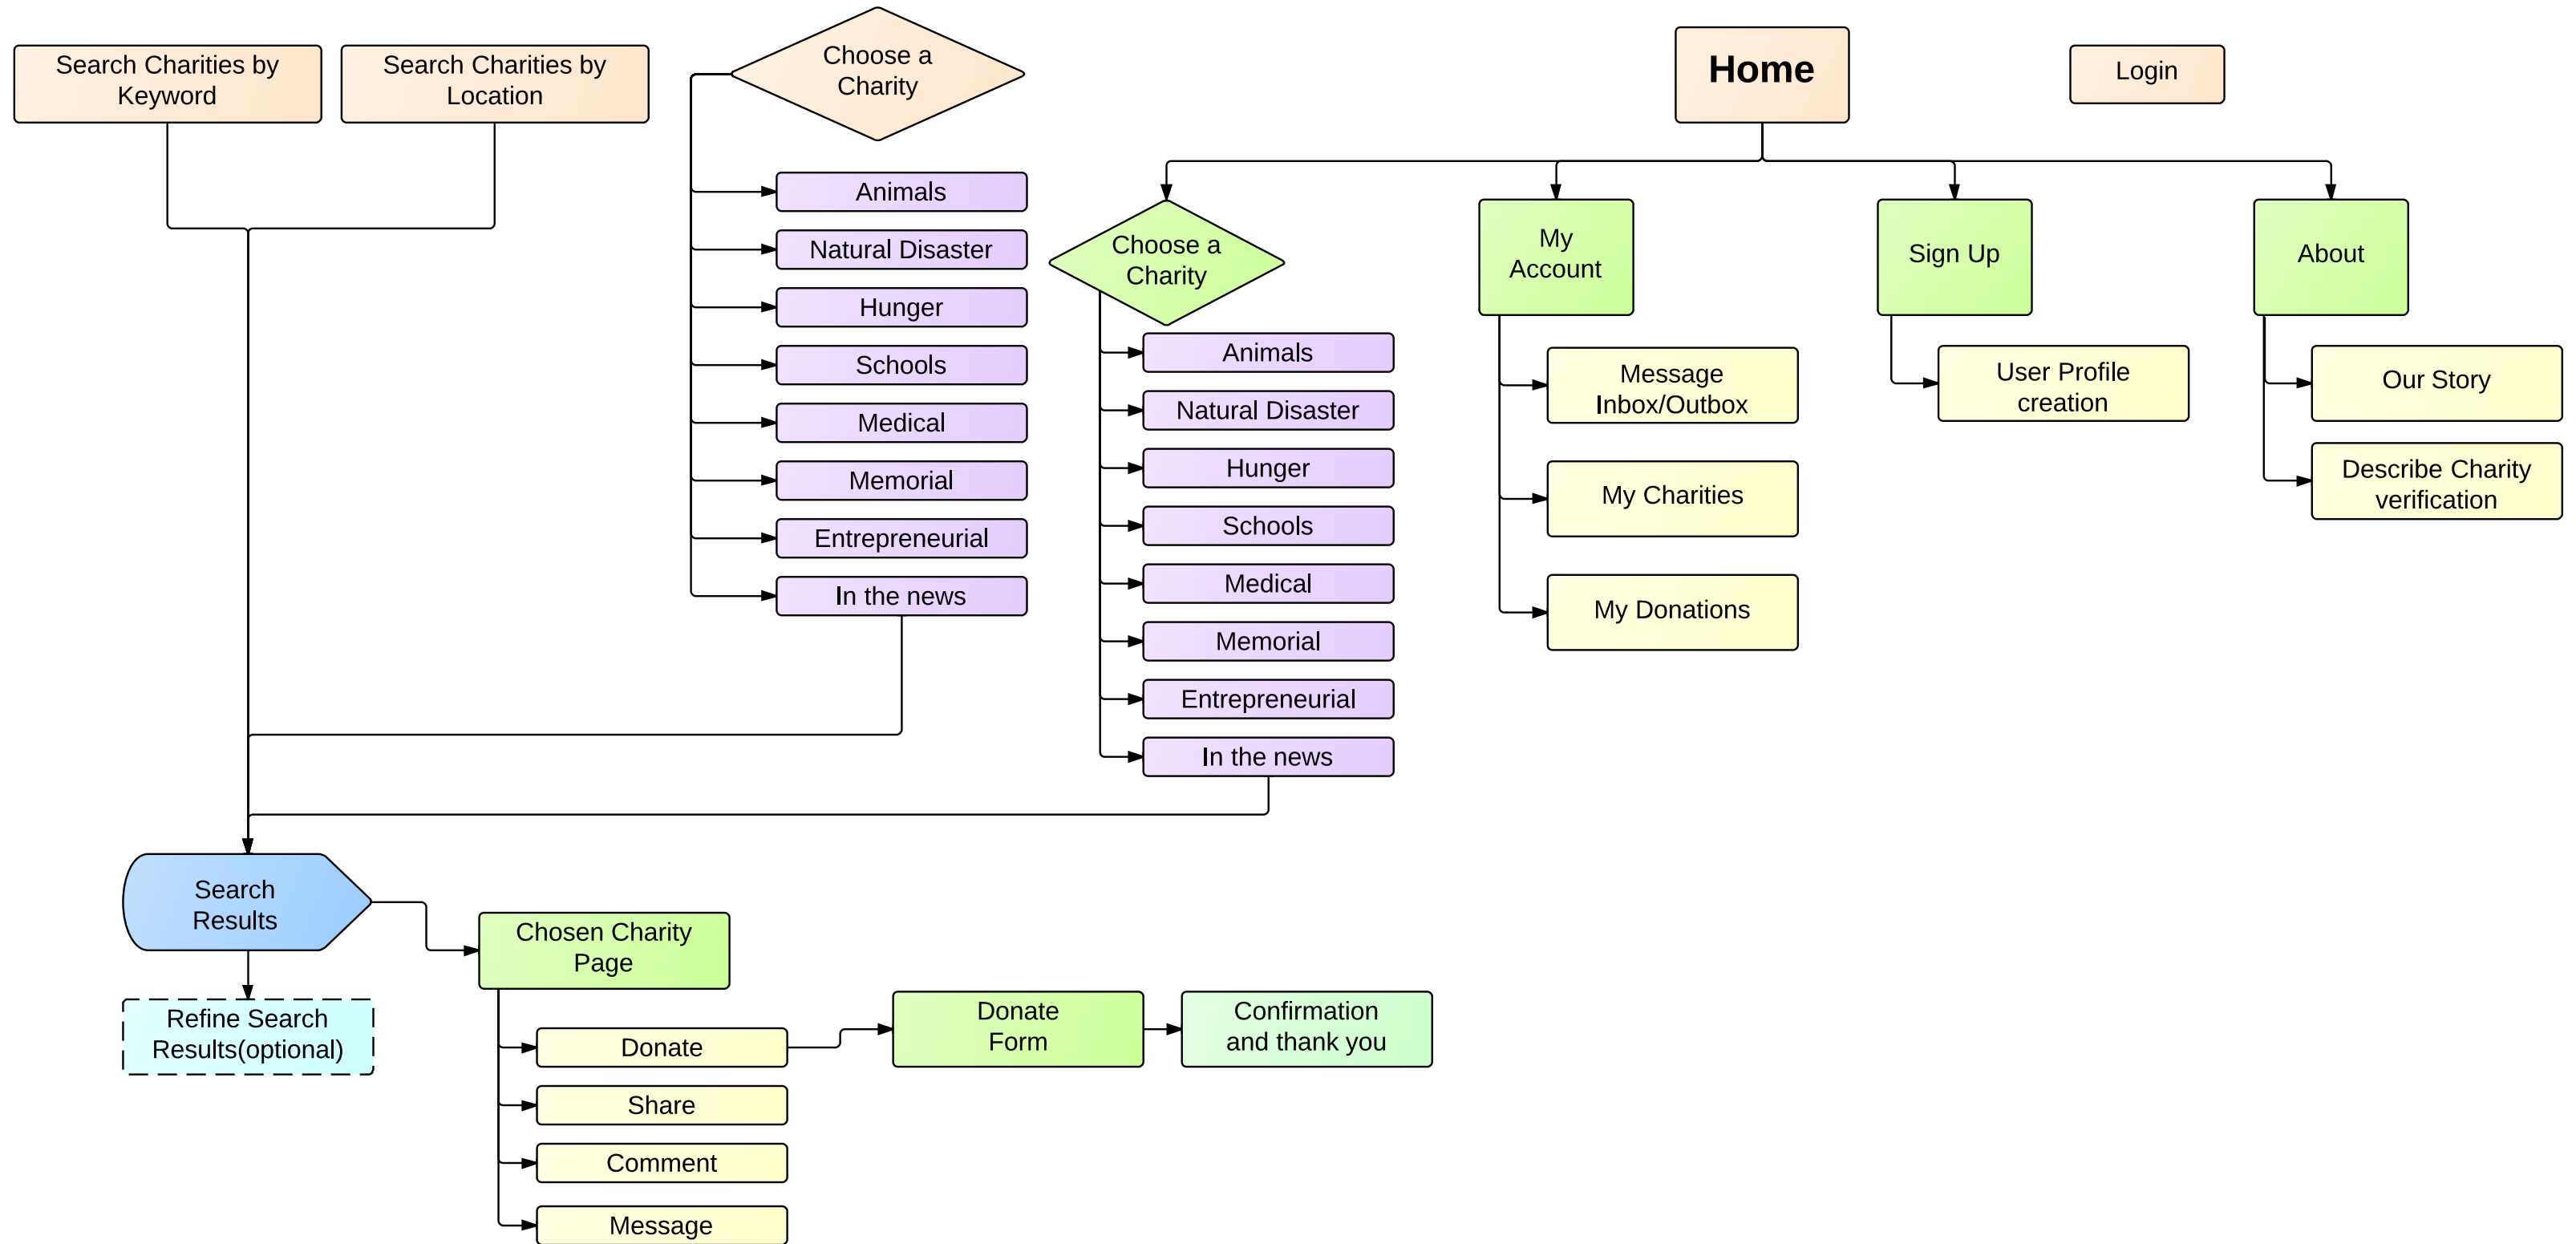 Search Charities by
Keyword
Search Charities by
Location
Choose a
Charity
Home
Login
Animals
Natural Disaster
Hunger
Schools
Medical
Memorial
Entrepreneurial
In the news
Choose a
Charity
Animals
Natural Disaster
Hunger
Schools
Medical
Memorial
Entrepreneurial
In the news
My
Account
Message
Inbox/Outbox
My Charities
My Donations
Sign Up
User Profile
creation
About
Our Story
Describe Charity
verification
Search
Results
Refine Search
Results(optional)
Chosen Charity
Page
Donate
Share
Comment
Message
Donate
Form
Confirmation
and thank you